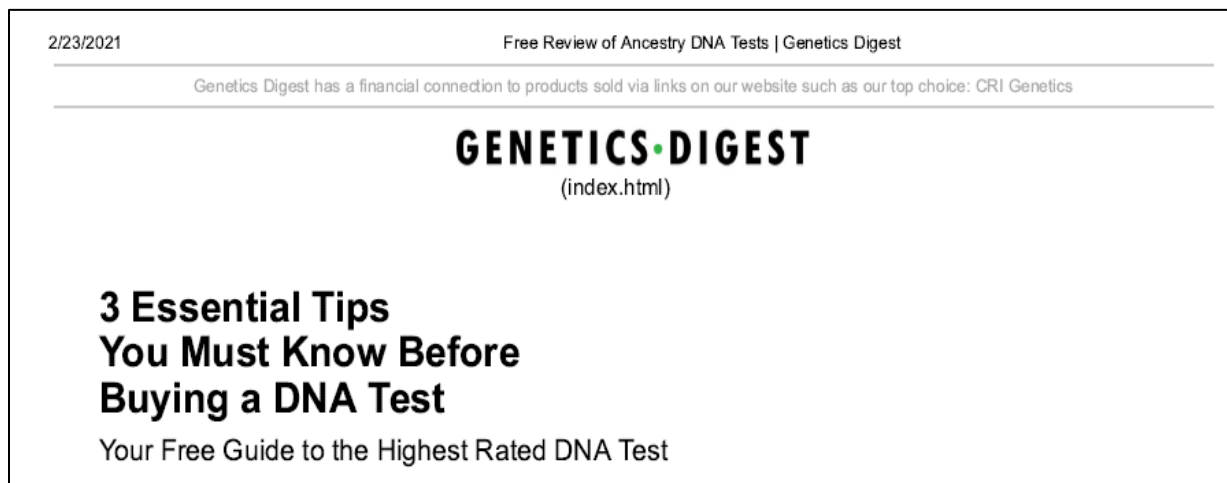 2/23/2021 Free Review of Ancestry DNA Tests | Genetics Digest
Genetics Digest has a financial connection to products sold via links on our website such as our top choice: CRI Genetics
GENETICS•DIGEST
(index.html)
3 Essential Tips
You Must Know Before
Buying a DNA Test
Your Free Guide to the Highest Rated DNA Test